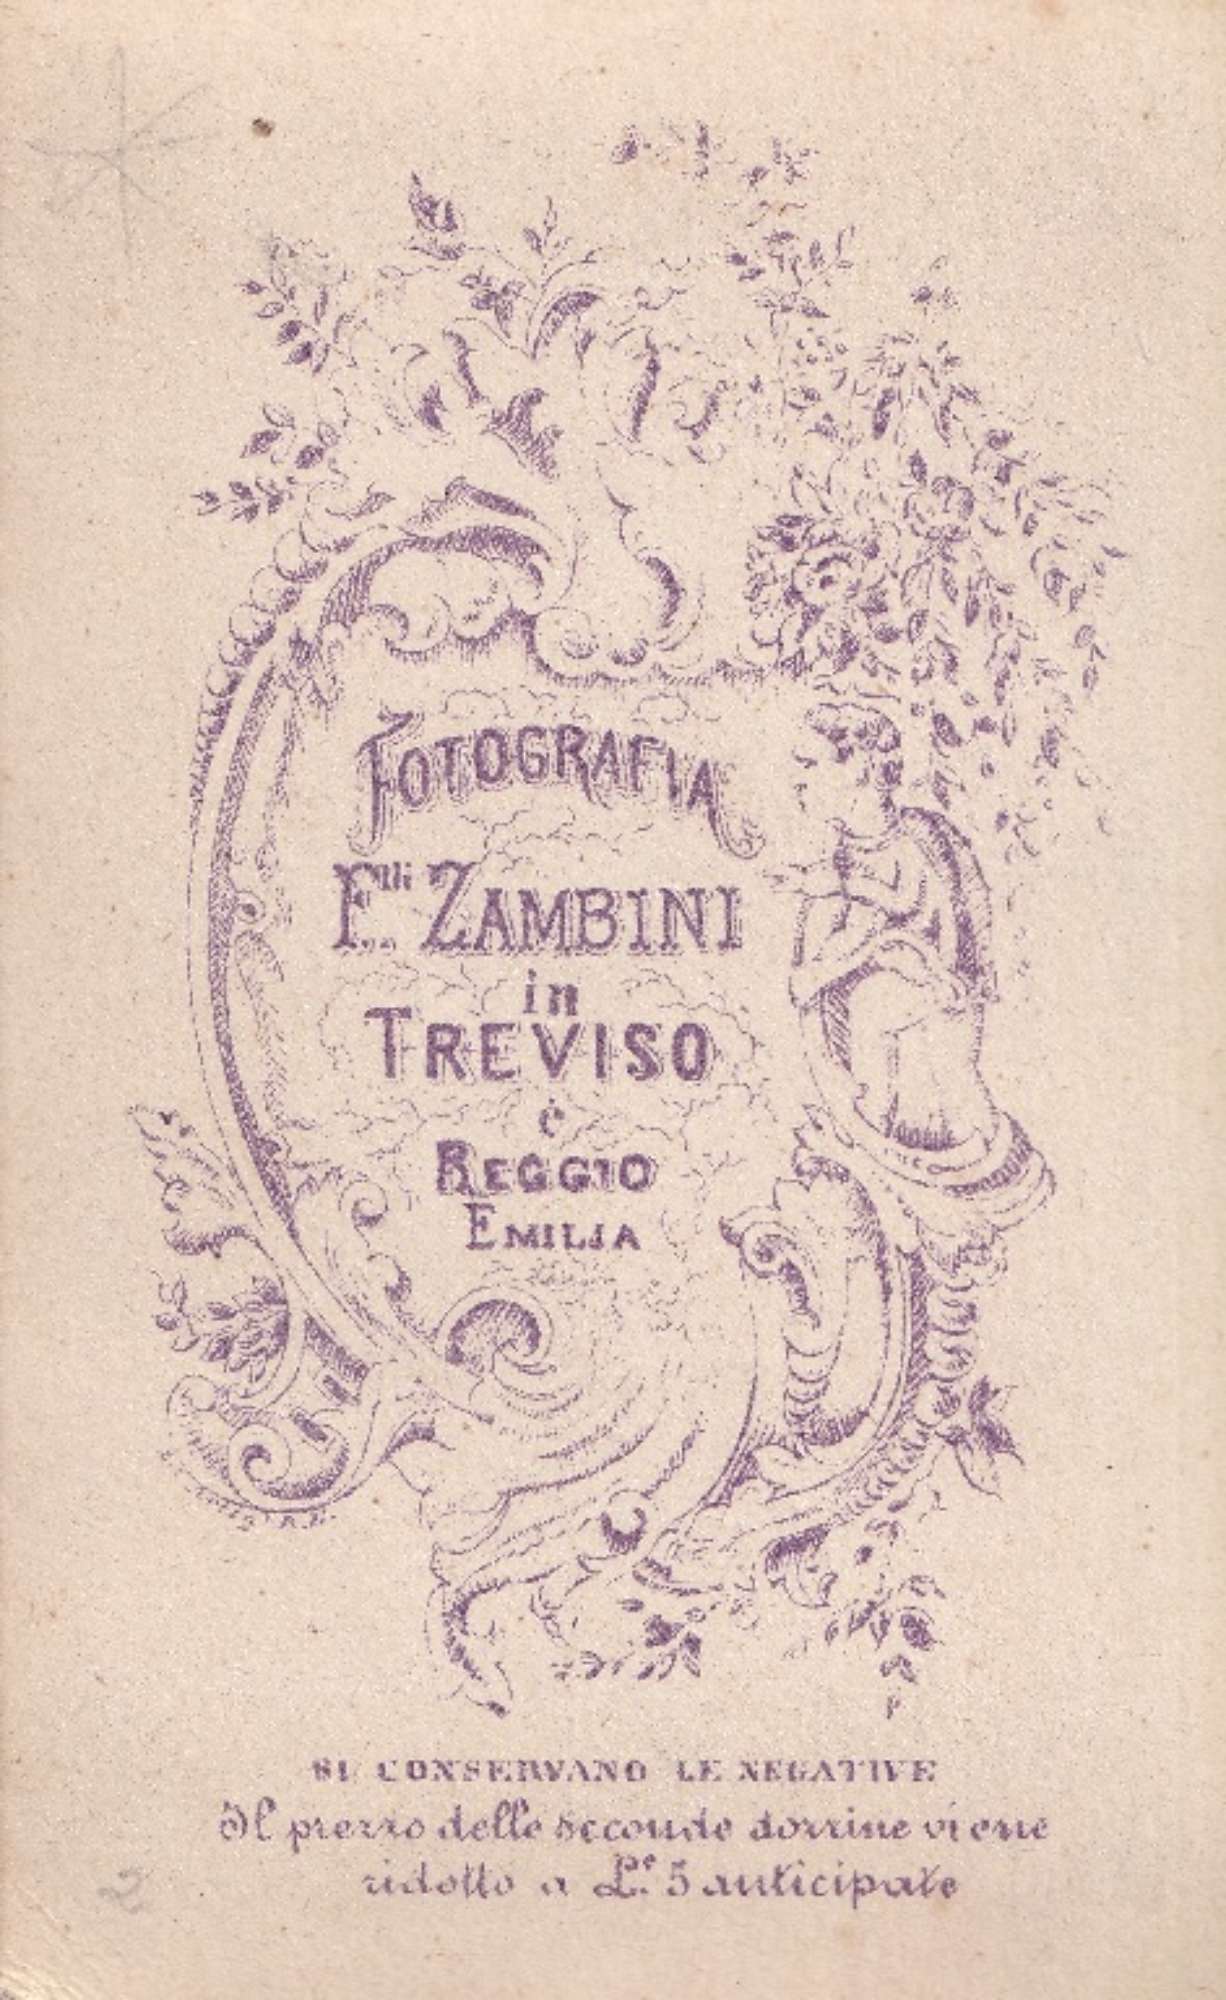 FOTOGRAFIA
F.lli ZAMBINI
in
TREVISO
e
REGGIO
EMILIA
SI CONSERVANO LE NEGATIVE
Il prezzo delle seconde dozzine viene
ridotto a L.e 5 anticipate
2